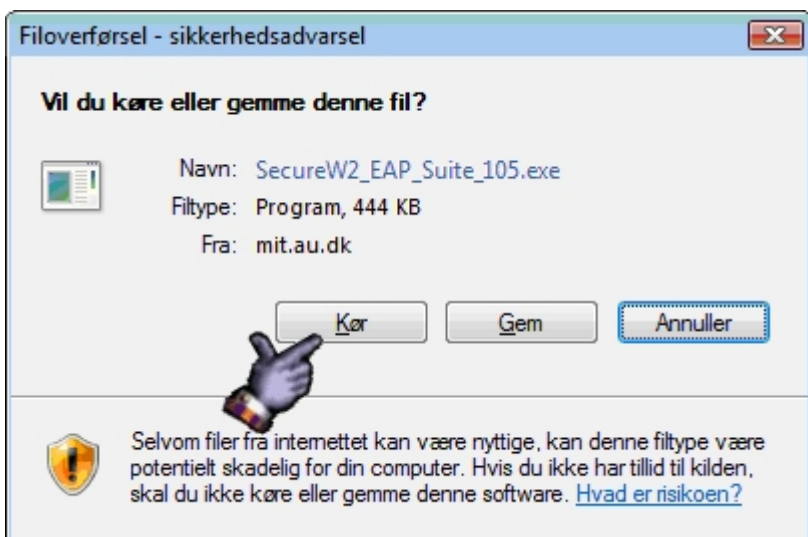 Filoverførsel - sikkerhedsadvarsel
Vil du køre eller gemme denne fil?
Navn: SecureW2_EAP_Suite_105.exe
Filtype: Program, 444 KB
Fra: mit.au.dk
Kør Gem Annuller
Selvom filer fra internettet kan være nyttige, kan denne filtype være
potentielt skadelig for din computer. Hvis du ikke har tillid til kilden,
skal du ikke køre eller gemme denne software. Hvad er risikoen?